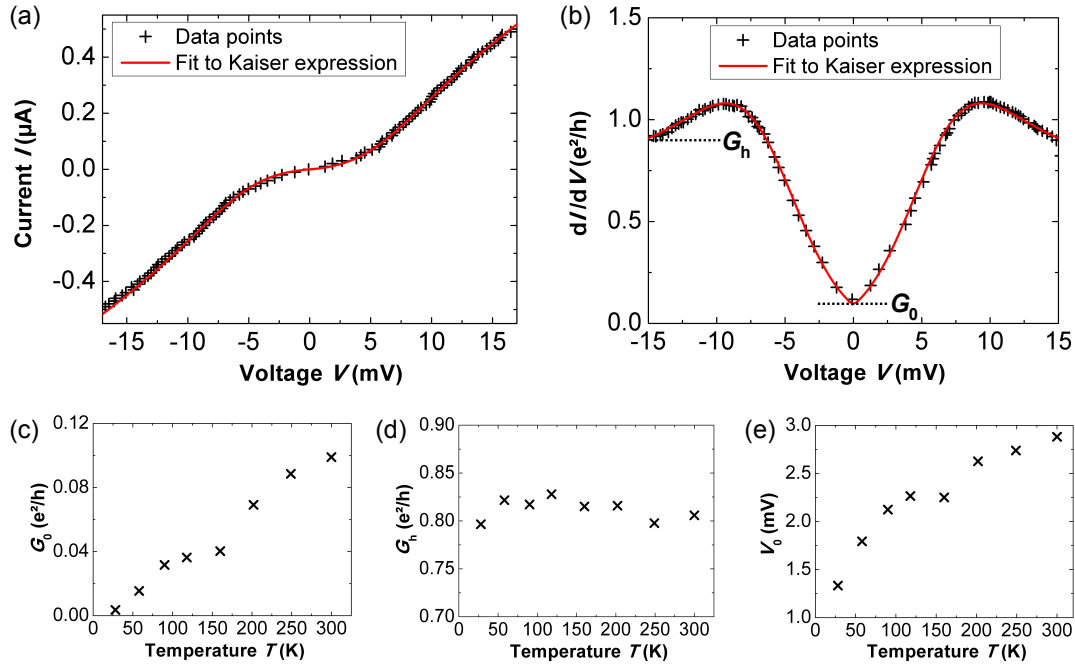 (a)
Data points
Fit to Kaiser expression
Current I (µA)
0.4
0.2
0.0
-0.2
-0.4
-15 -10 -5 0 5 10 15
Voltage V (mV)
(b)
Data points
Fit to Kaiser expression
dI/dV (e²/h)
1.5
1.0
0.5
0.0
Gh
G0
-15 -10 -5 0 5 10 15
Voltage V (mV)
(c)
G0 (e²/h)
0.12
0.08
0.04
0.00
0 50 100 150 200 250 300
Temperature T (K)
(d)
Gh (e²/h)
0.90
0.85
0.80
0.75
0.70
0 50 100 150 200 250 300
Temperature T (K)
(e)
V0 (mV)
3.0
2.5
2.0
1.5
1.0
0 50 100 150 200 250 300
Temperature T (K)